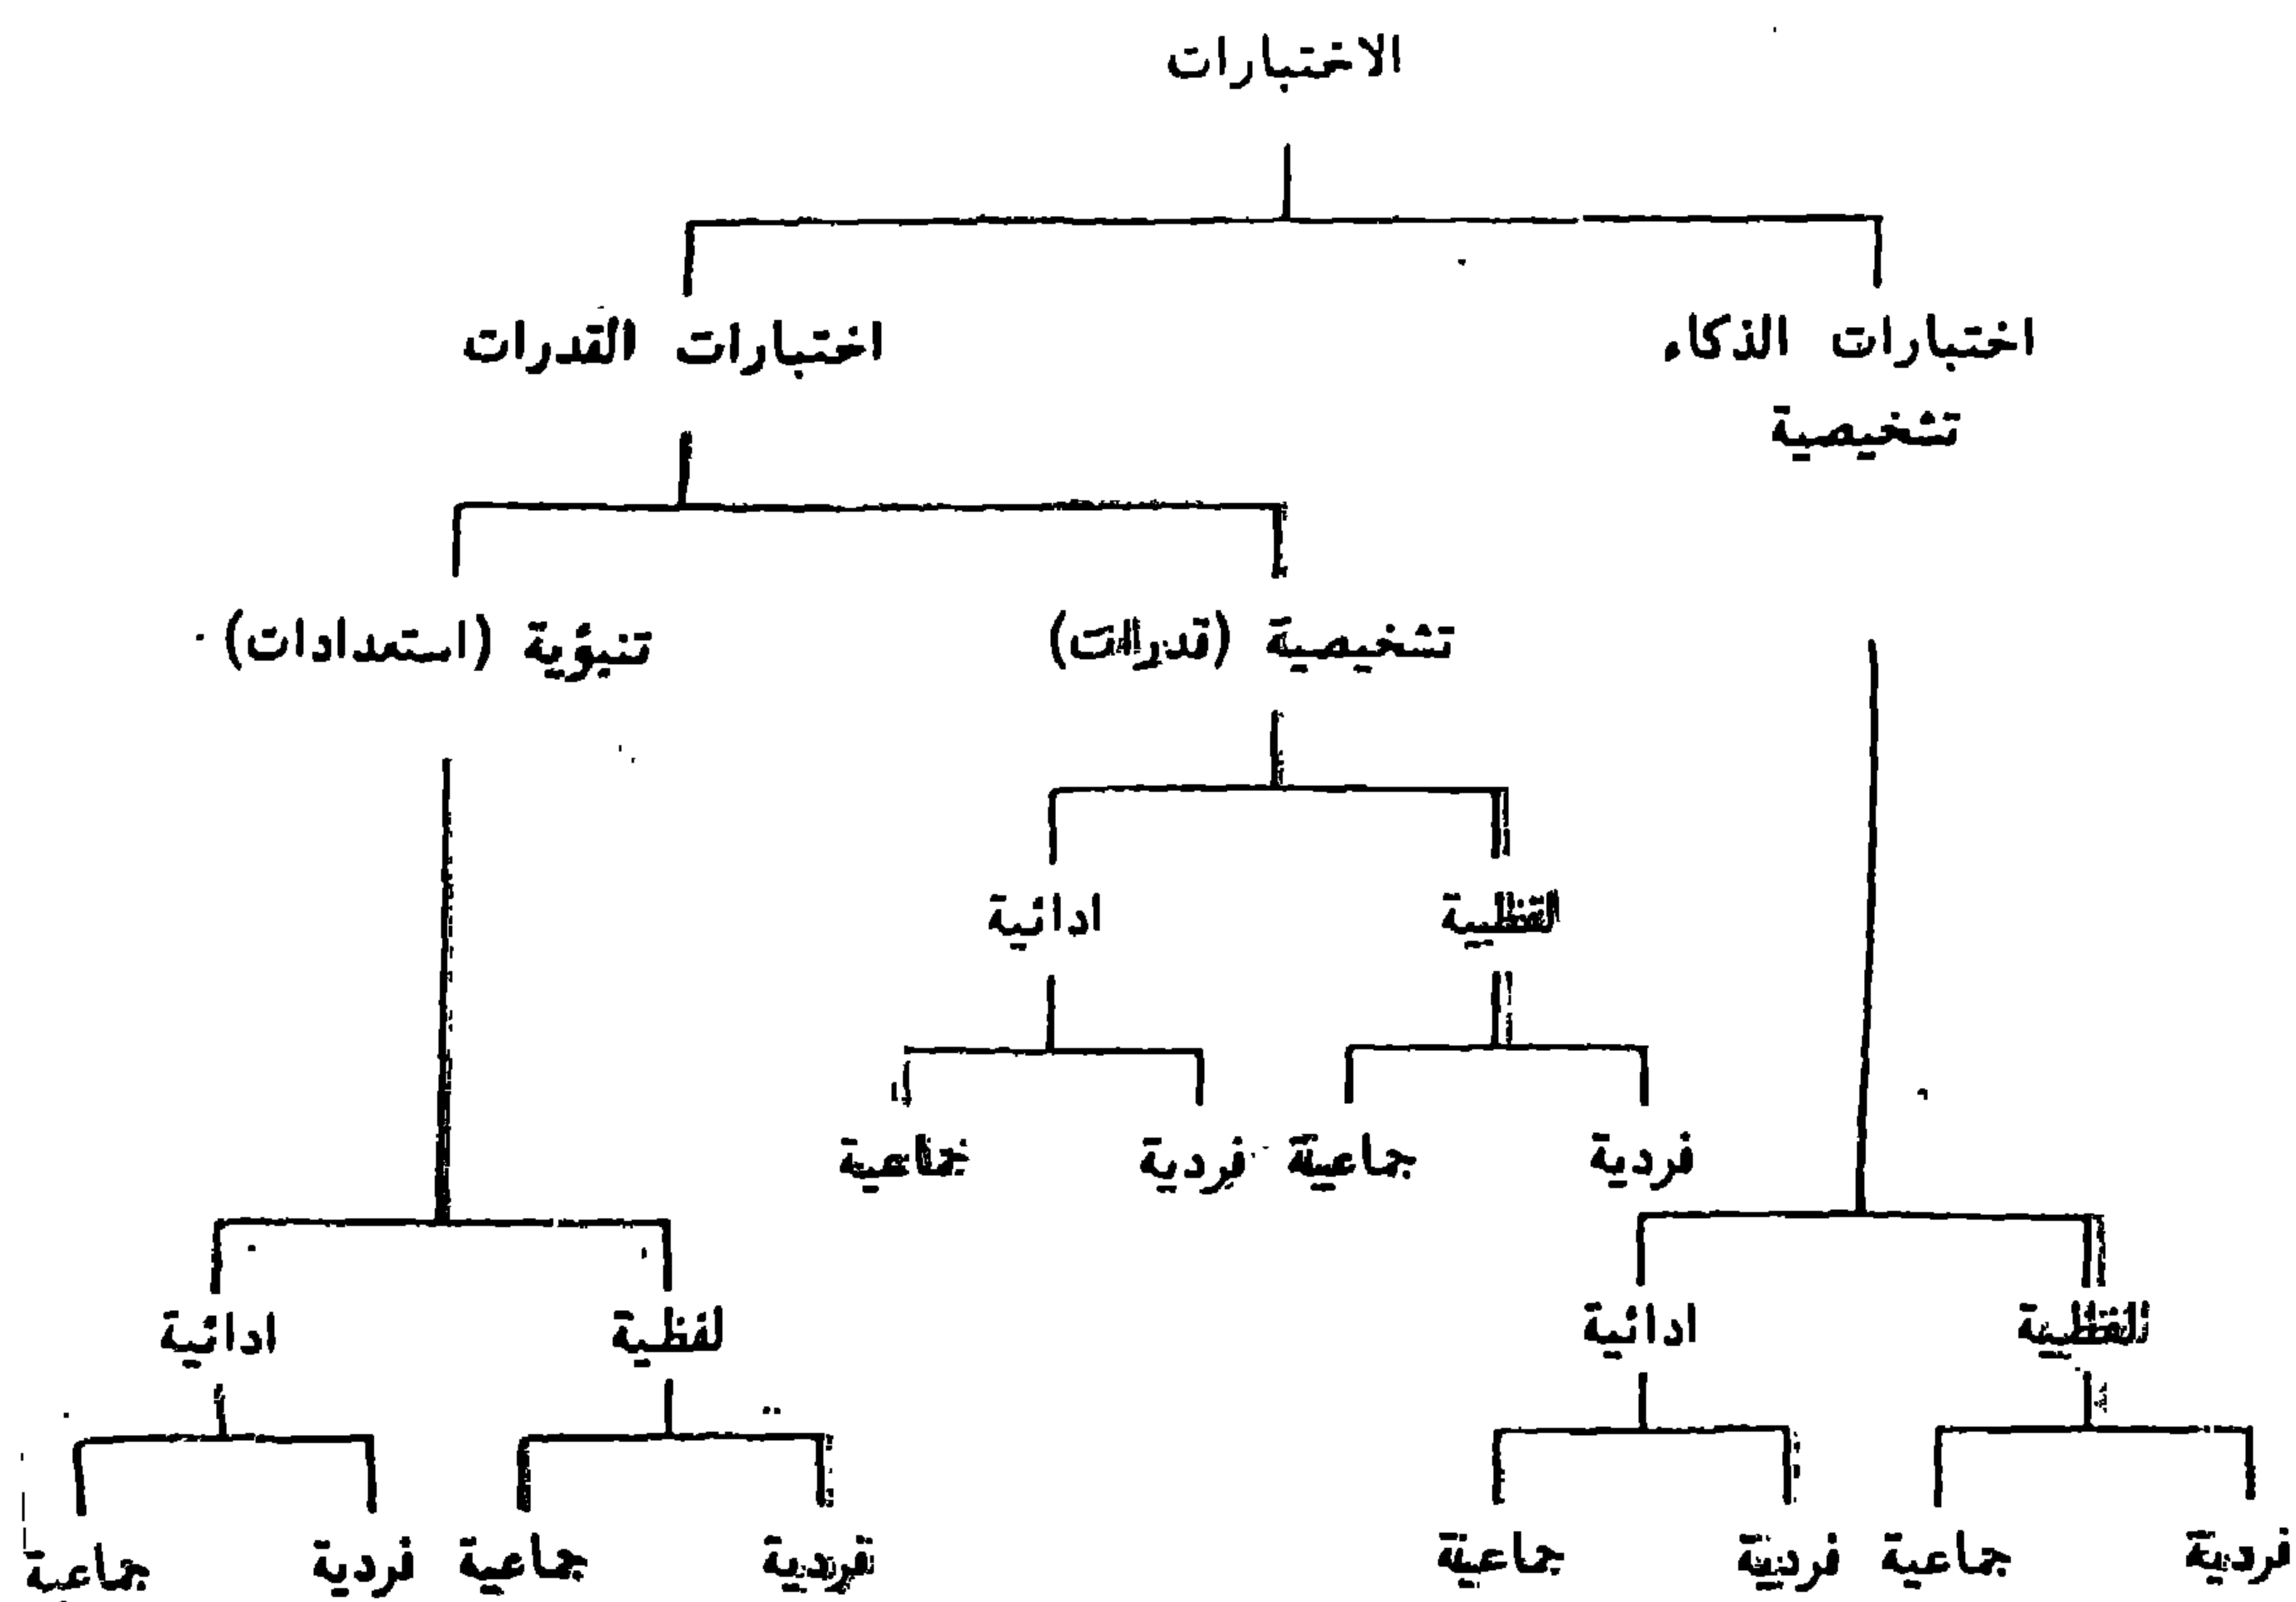 الاختبارات
اختبارات الذكاء
تشخيصية
اختبارات القدرات
تشخيصية (قدرات)
تنبؤية (استعدادات)
لفظية
ادائية
فردية
جماعية
فردية
جماعية
لفظية
ادائية
لفظية
ادائية
فردية
جماعية
فردية
جماعية
فردية
جماعية
فردية
جماعية